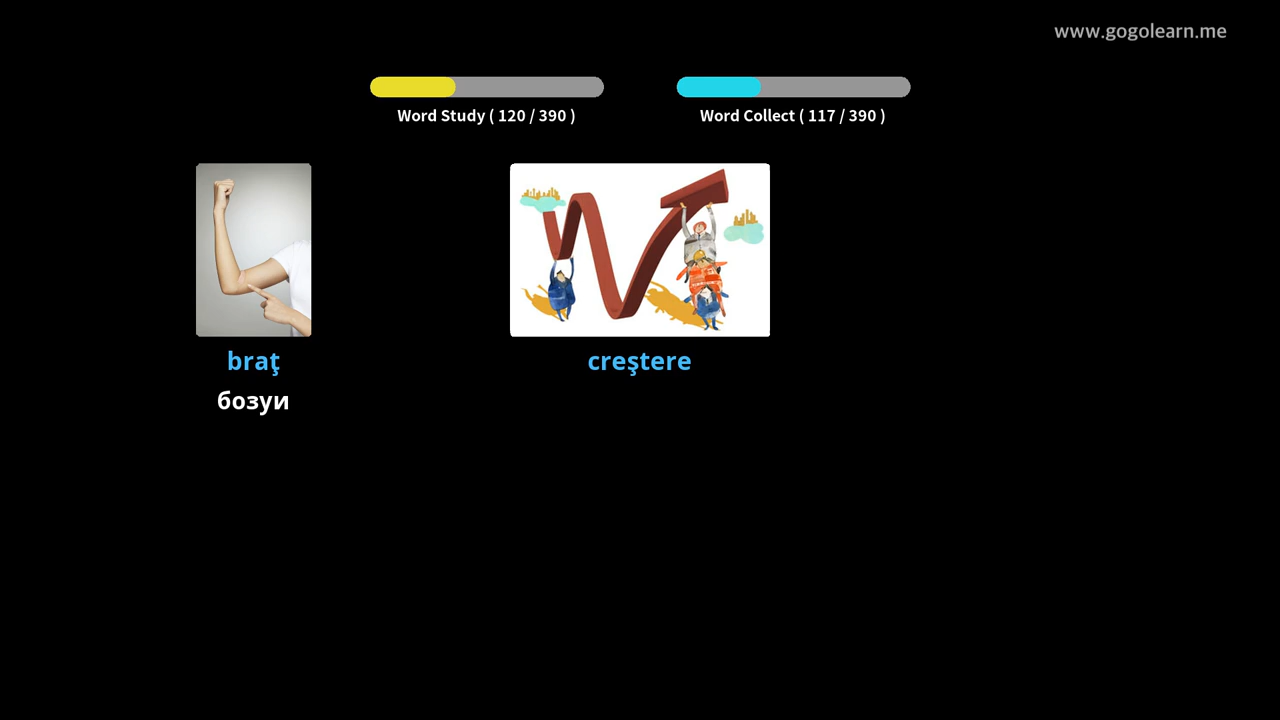 www.gogolearn.me
Word Study ( 120 / 390 )
Word Collect ( 117 / 390 )
braţ
creştere
бозуи